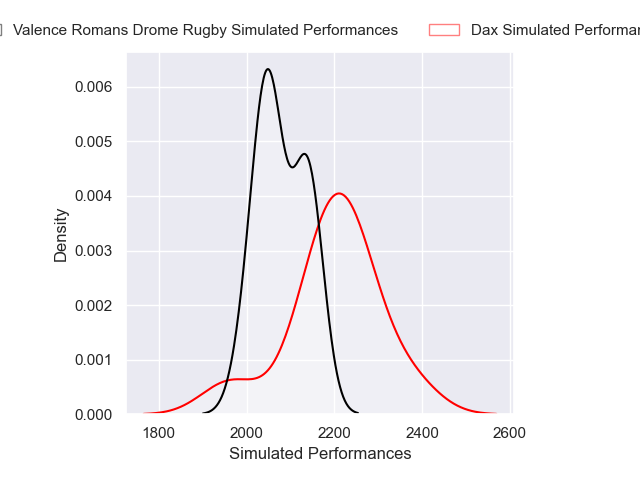 Valence Romans Drome Rugby Simulated Performances
Dax Simulated
0.006
0.005
0.004
0.003
0.002
0.001
0.000
Density
1800 2000 2200 2400 2600
Simulated Performances